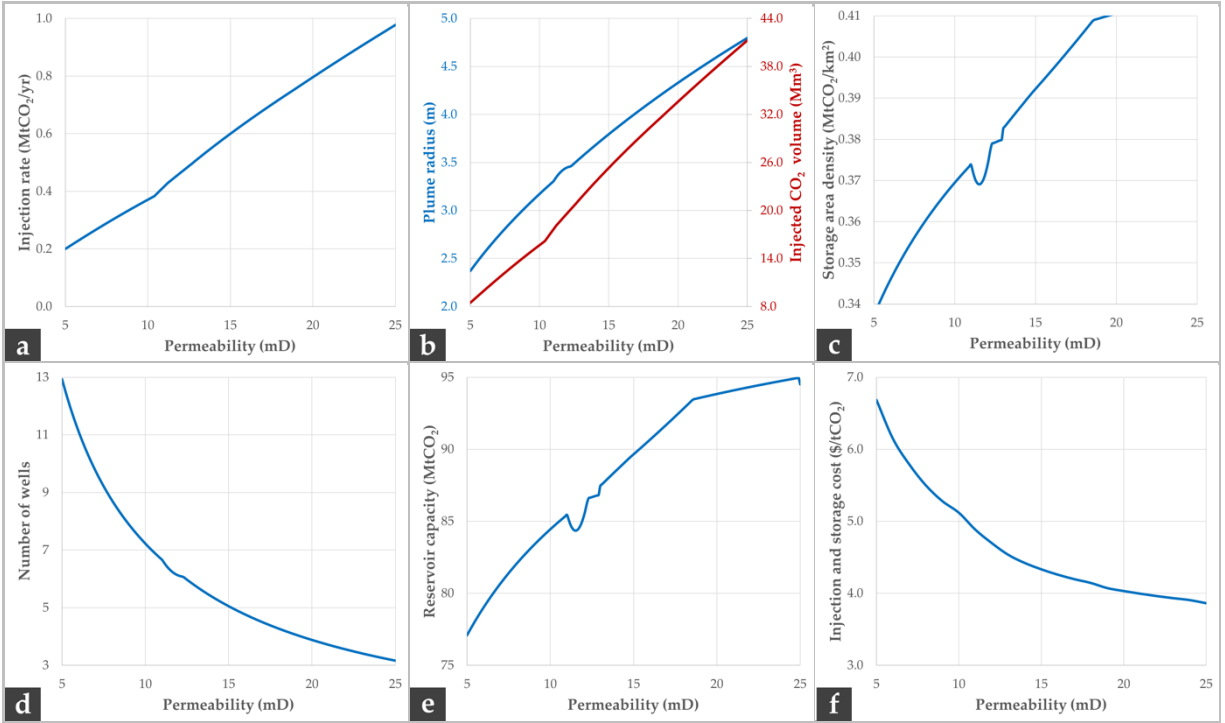 Injection rate (MtCO₂/yr)
1.0
0.8
0.6
0.4
0.2
0.0
5 10 15 20 25
Permeability (mD)
a
Plume radius (m)
5.0
4.5
4.0
3.5
3.0
2.5
2.0
44.0
38.0
32.0
26.0
20.0
14.0
8.0
Injected CO₂ volume (Mm³)
5 10 15 20 25
Permeability (mD)
b
Storage area density (MtCO₂/km²)
0.41
0.40
0.39
0.38
0.37
0.36
0.35
0.34
5 10 15 20 25
Permeability (mD)
c
Number of wells
13
11
9
7
5
3
5 10 15 20 25
Permeability (mD)
d
Reservoir capacity (MtCO₂)
95
90
85
80
75
5 10 15 20 25
Permeability (mD)
e
Injection and storage cost ($/tCO₂)
7.0
6.0
5.0
4.0
3.0
5 10 15 20 25
Permeability (mD)
f